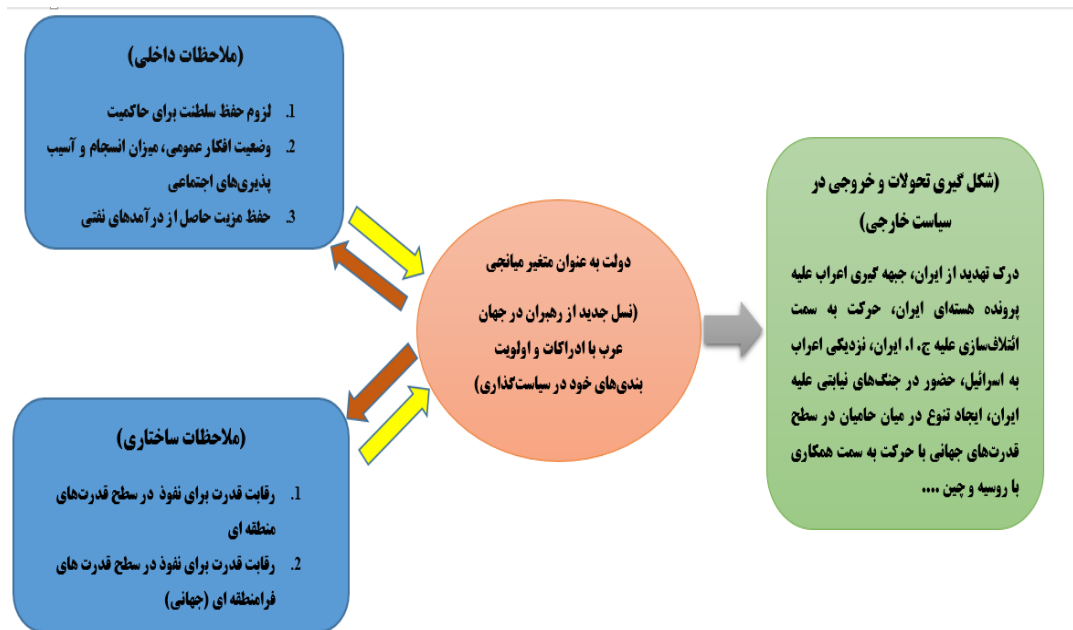 (ملاحظات داخلی)
1. لزوم حفظ سلطنت برای حاکمیت
2. وضعیت افکار عمومی، میزان انسجام و آسیب
پذیری‌های اجتماعی
3. حفظ مزیت حاصل از درآمدهای نفتی
(ملاحظات ساختاری)
1. رقابت قدرت برای نفوذ در سطح قدرت‌های
منطقه ای
2. رقابت قدرت برای نفوذ در سطح قدرت های
فرامنطقه ای (جهانی)
دولت به عنوان متغیر میانجی
(نسل جدید از رهبران در جهان
عرب با ادراکات و اولویت
بندی‌های خود در سیاست‌گذاری)
(شکل گیری تحولات و خروجی در
سیاست خارجی)
درک تهدید از ایران، جبهه گیری اعراب علیه
پرونده هسته‌ای ایران، حرکت به سمت
ائتلاف‌سازی علیه ج. ا. ایران، نزدیکی اعراب
به اسرائیل، حضور در جنگ‌های نیابتی علیه
ایران، ایجاد تنوع در میان حامیان در سطح
قدرت‌های جهانی با حرکت به سمت همکاری
با روسیه و چین ....